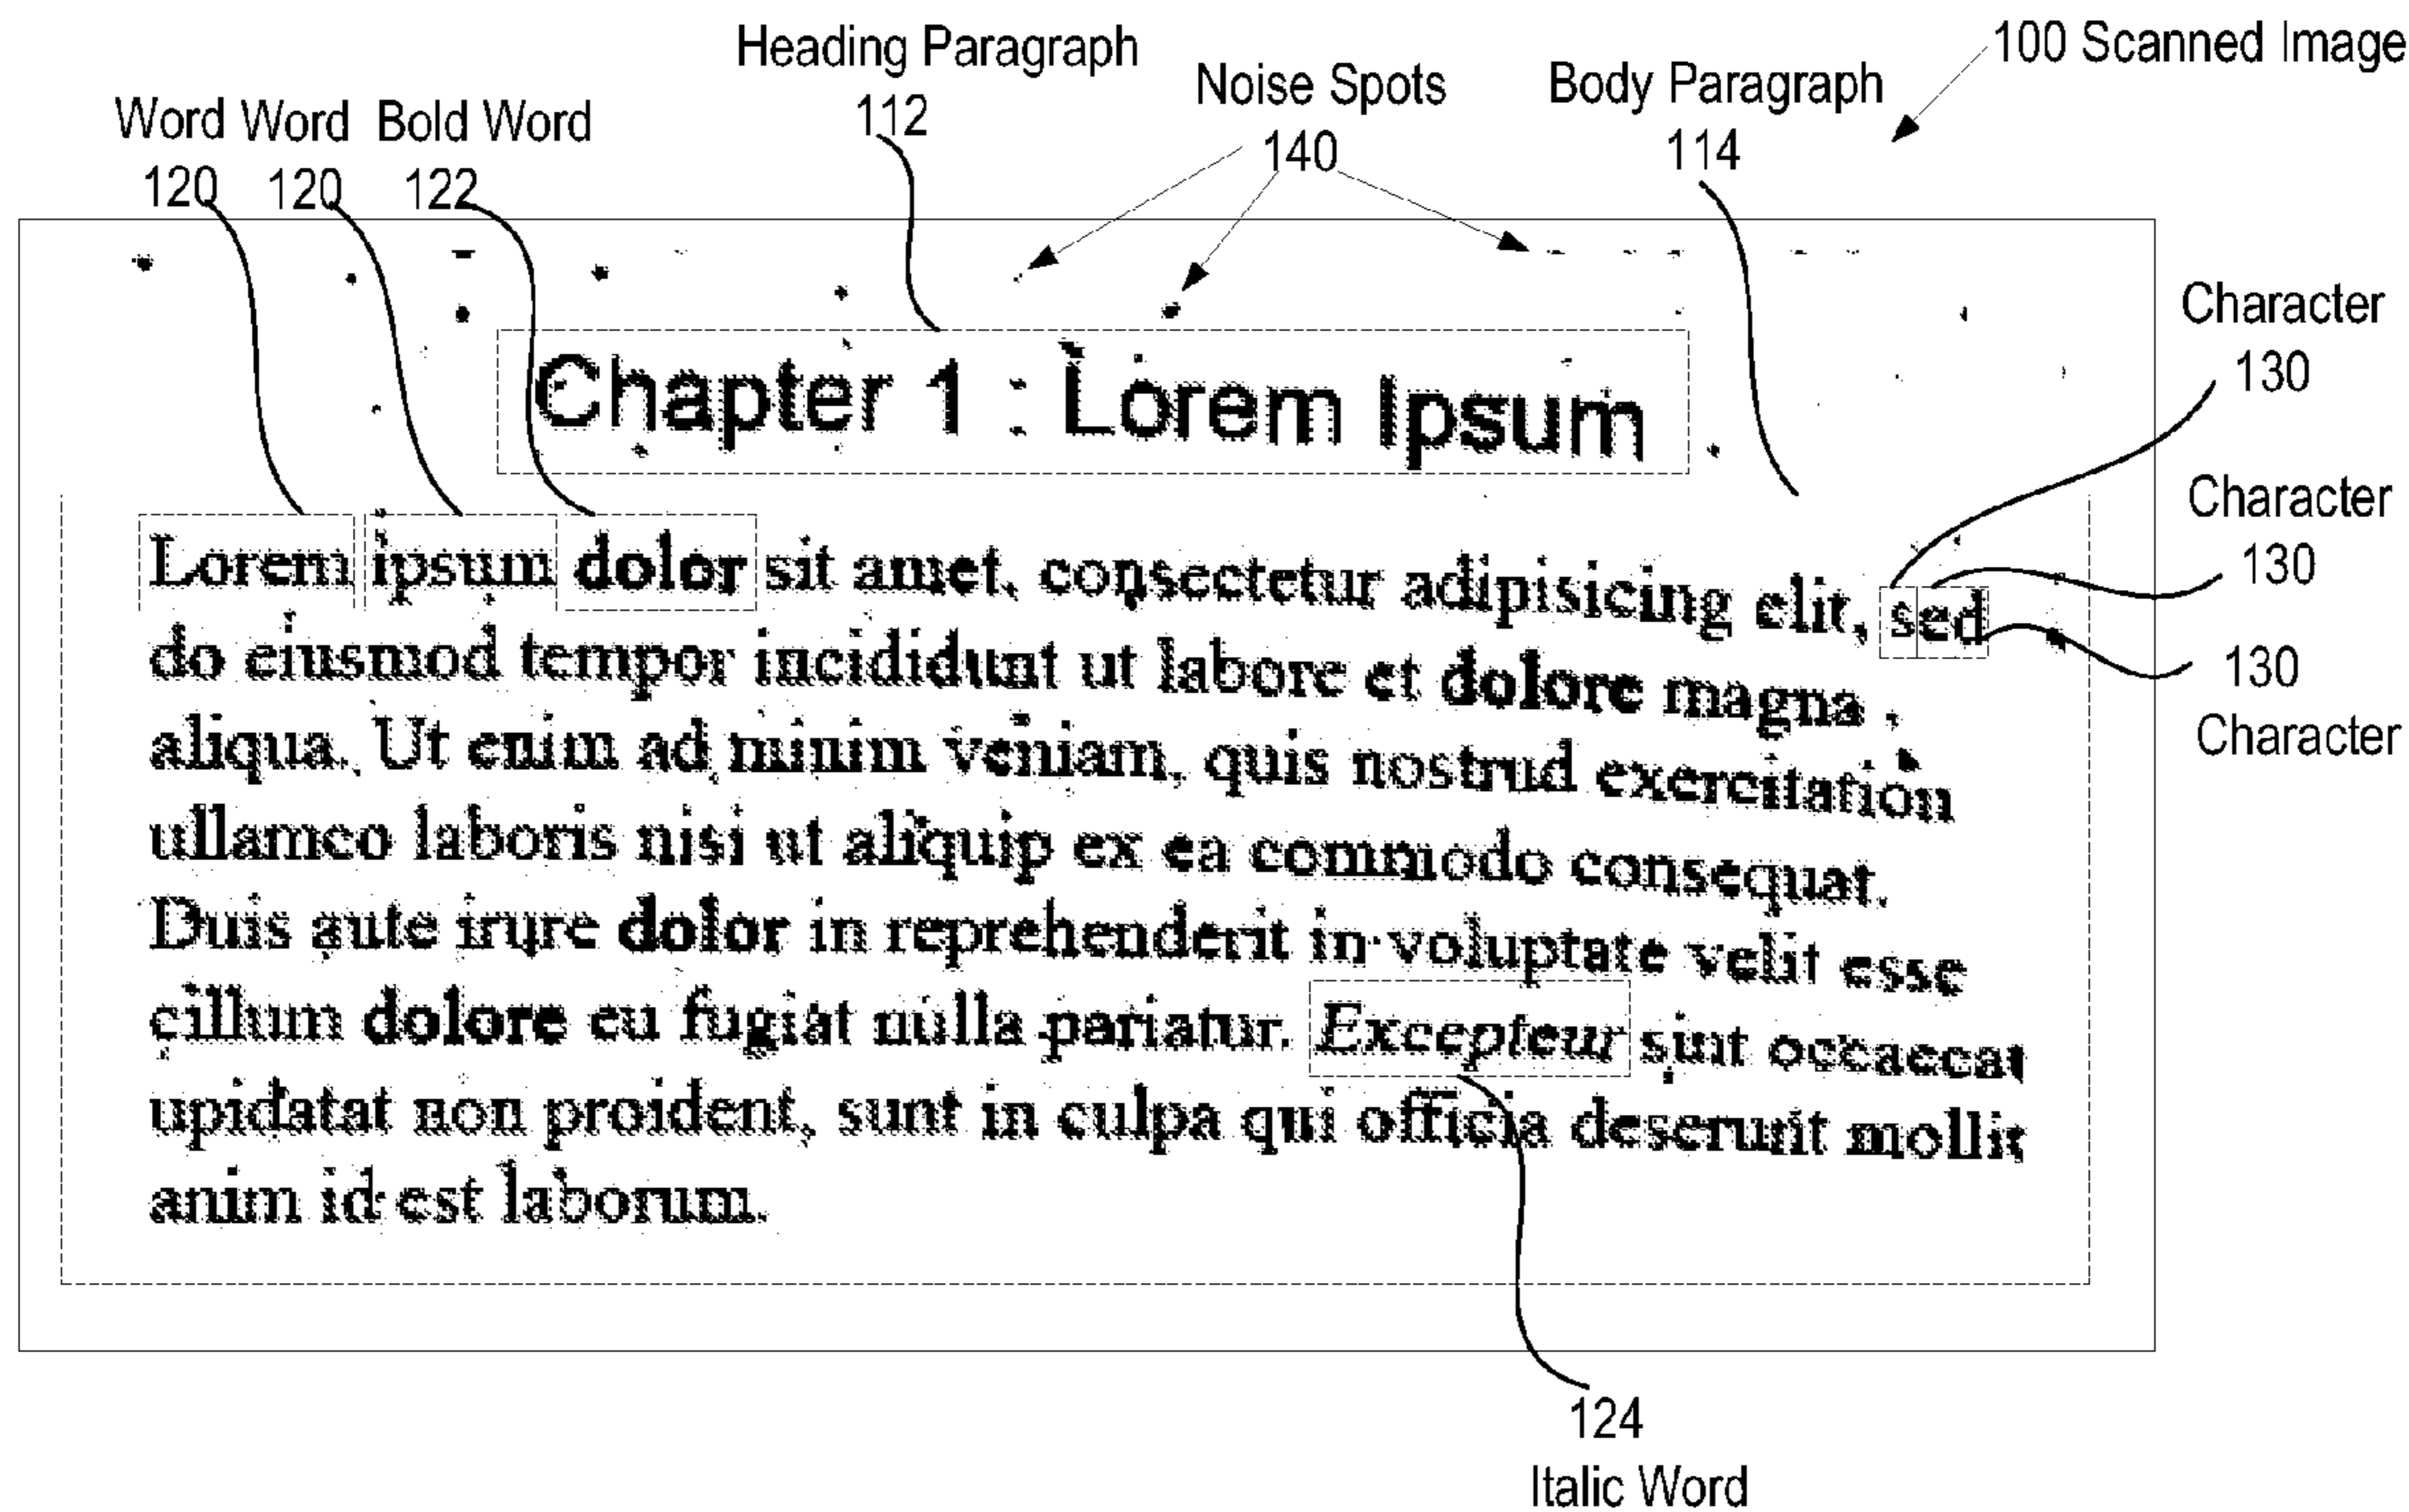 100 Scanned Image
Heading Paragraph
112
Noise Spots
140
Body Paragraph
114
Word Word Bold Word
120 120 122
Character
130
Character
130
130
Character
Chapter 1 : Lorem Ipsum
Lorem ipsum dolor sit amet, consectetur adipisicing elit, sed
do eiusmod tempor incididunt ut labore et dolore magna
aliqua. Ut enim ad minim veniam, quis nostrud exercitation
ullamco laboris nisi ut aliquip ex ea commodo consequat.
Duis aute irure dolor in reprehenderit in voluptate velit esse
cillum dolore eu fugiat nulla pariatur. Excepteur sint occaecat
upidatat non proident, sunt in culpa qui officia deserunt mollit
anim id est laborum.
124
Italic Word